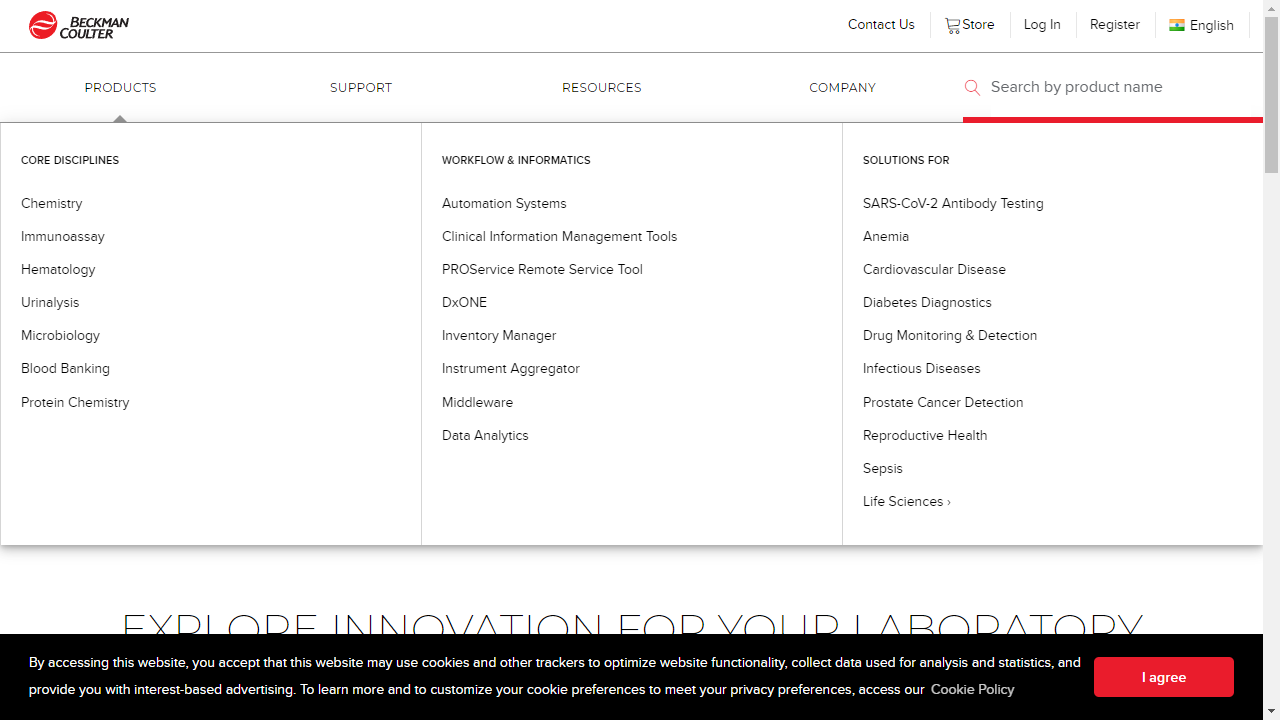 BECKMAN
COULTER
Contact Us
Store
Log In
Register
English
PRODUCTS
SUPPORT
RESOURCES
COMPANY
Search by product name
CORE DISCIPLINES
Chemistry
Immunoassay
Hematology
Urinalysis
Microbiology
Blood Banking
Protein Chemistry
WORKFLOW & INFORMATICS
Automation Systems
Clinical Information Management Tools
PROService Remote Service Tool
DxONE
Inventory Manager
Instrument Aggregator
Middleware
Data Analytics
SOLUTIONS FOR
SARS-CoV-2 Antibody Testing
Anemia
Cardiovascular Disease
Diabetes Diagnostics
Drug Monitoring & Detection
Infectious Diseases
Prostate Cancer Detection
Reproductive Health
Sepsis
Life Sciences ›
EXPLORE INNOVATION FOR YOUR LABORATORY
By accessing this website, you accept that this website may use cookies and other trackers to optimize website functionality, collect data used for analysis and statistics, and
provide you with interest-based advertising. To learn more and to customize your cookie preferences to meet your privacy preferences, access our Cookie Policy
I agree